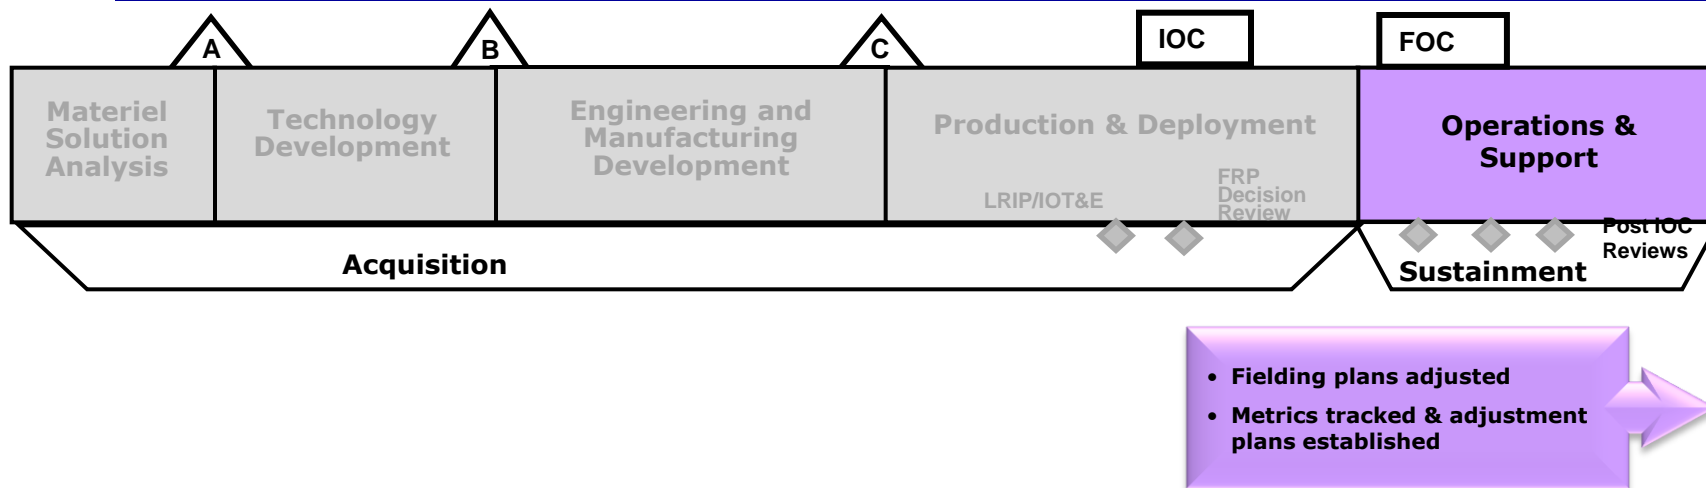 A
B
C
IOC
FOC
Materiel
Solution
Analysis
Technology
Development
Engineering and
Manufacturing
Development
Production & Deployment
LRIP/IOT&E
FRP
Decision
Review
Operations &
Support
Acquisition
Post IOC
Reviews
Sustainment
• Fielding plans adjusted
• Metrics tracked & adjustment
plans established